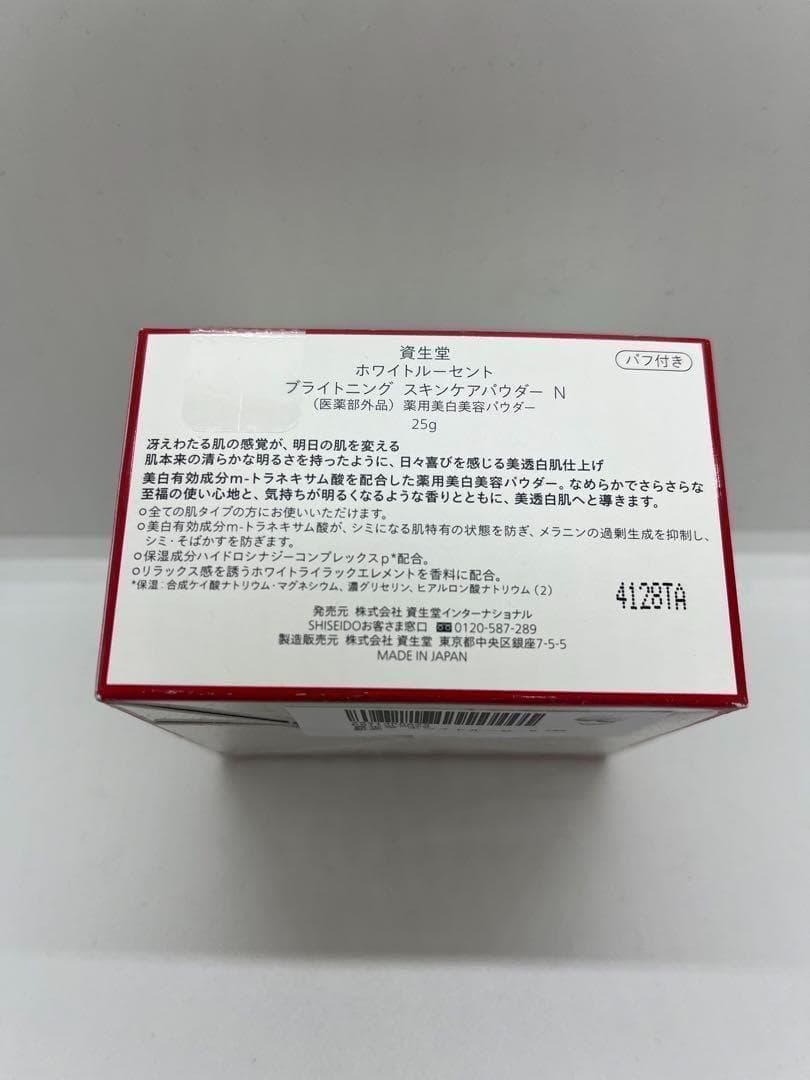 資生堂
ホワイトルーセント
ブライトニング スキンケアパウダー N
(医薬部外品) 薬用美白美容パウダー
25g
パフ付き
冴えわたる肌の感覚が、明日の肌を変える
肌本来の清らかな明るさを持ったように、日々喜びを感じる美透白肌仕上げ
美白有効成分m-トラネキサム酸を配合した薬用美白美容パウダー。なめらかでさらさらな
至福の使い心地と、気持ちが明るくなるような香りとともに、美透白肌へと導きます。
○全ての肌タイプの方にお使いいただけます。
○美白有効成分m-トラネキサム酸が、シミになる肌特有の状態を防ぎ、メラニンの過剰生成を抑制し、
シミ・そばかすを防ぎます。
○保湿成分ハイドロシナジーコンプレックスp*配合。
○リラックス感を誘うホワイトライラックエレメントを香料に配合。
*保湿:合成ケイ酸ナトリウム・マグネシウム、濃グリセリン、ヒアルロン酸ナトリウム(2)
4128TA
発売元 株式会社 資生堂インターナショナル
SHISEIDOお客さま窓口 0120-587-289
製造販売元 株式会社 資生堂 東京都中央区銀座7-5-5
MADE IN JAPAN